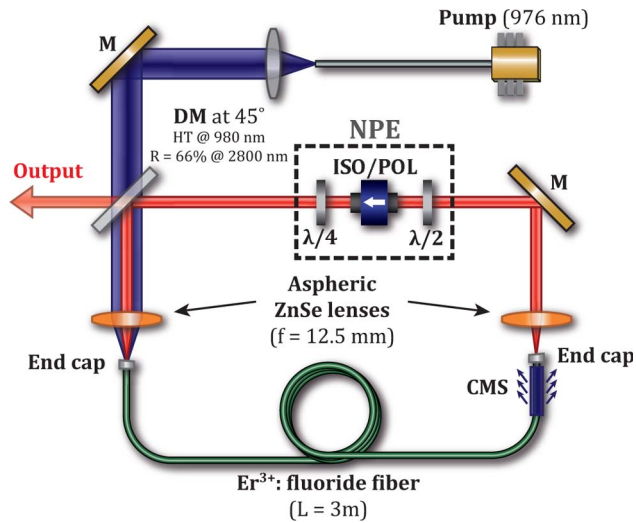 M
Pump (976 nm)
DM at 45°
HT @ 980 nm
R = 66% @ 2800 nm
NPE
ISO/POL
Output
M
λ/4
λ/2
Aspheric
ZnSe lenses
(f = 12.5 mm)
End cap
End cap
CMS
Er³⁺: fluoride fiber
(L = 3m)